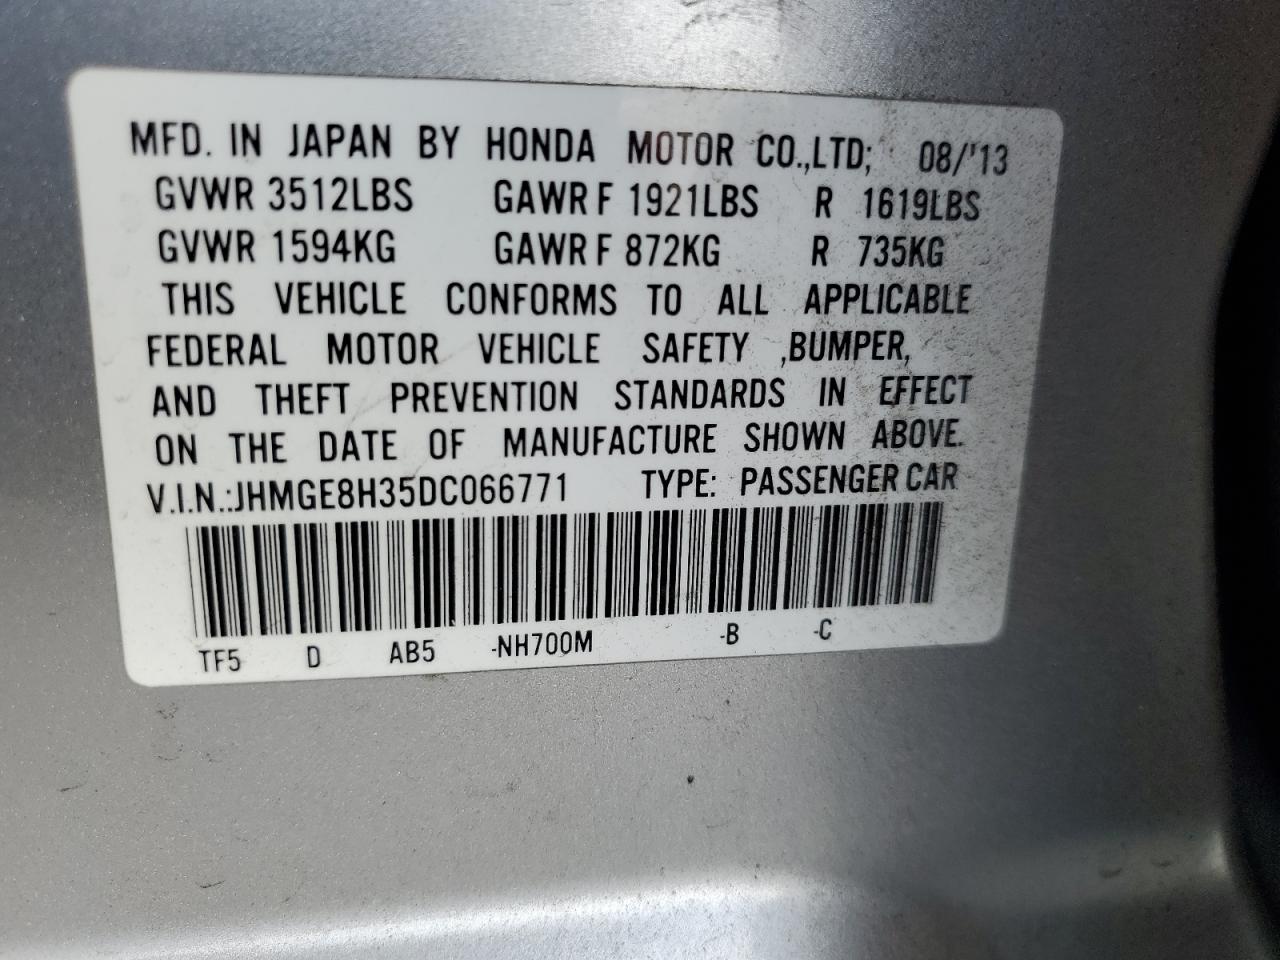 MFD. IN JAPAN BY HONDA MOTOR CO.,LTD; 08/'13
GVWR 3512LBS GAWR F 1921LBS R 1619LBS
GVWR 1594KG GAWR F 872KG R 735KG
THIS VEHICLE CONFORMS TO ALL APPLICABLE
FEDERAL MOTOR VEHICLE SAFETY ,BUMPER,
AND THEFT PREVENTION STANDARDS IN EFFECT
ON THE DATE OF MANUFACTURE SHOWN ABOVE.
V.I.N.:JHMGE8H35DC066771 TYPE: PASSENGER CAR
TF5 D AB5 -NH700M -B -C